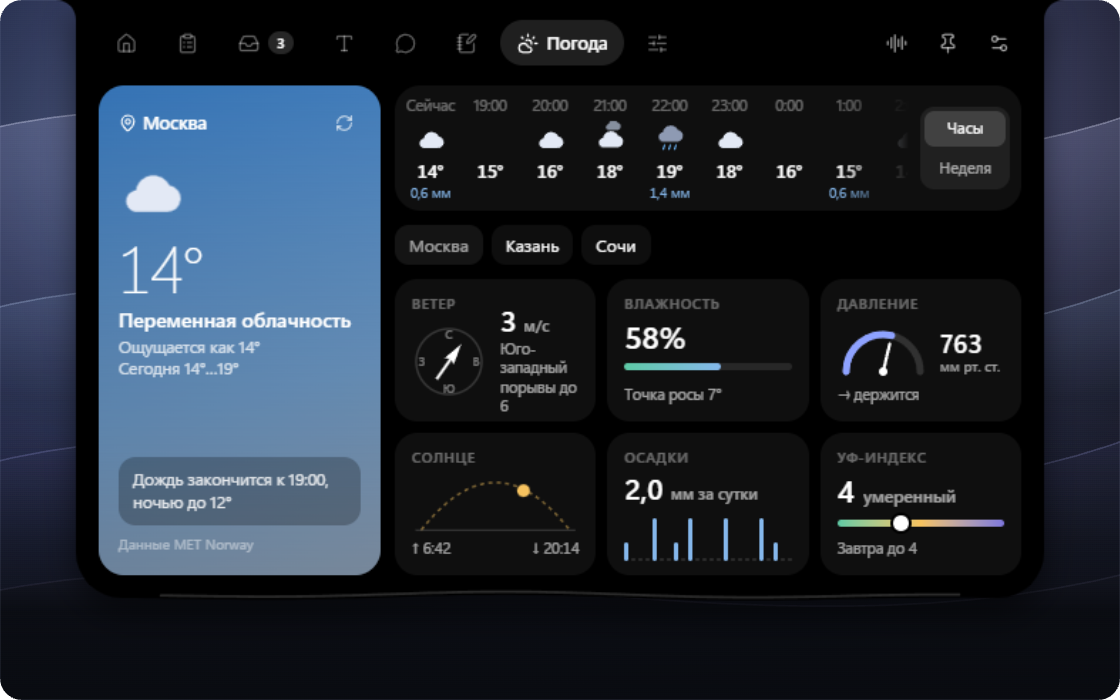 3
Погода
Москва
14°
Переменная облачность
Ощущается как 14°
Сегодня 14°…19°
Дождь закончится к 19:00,
ночью до 12°
Данные MET Norway
Сейчас 19:00 20:00 21:00 22:00 23:00 0:00 1:00
14° 15° 16° 18° 19° 18° 16° 15°
0,6 мм 1,4 мм 0,6 мм
Часы
Неделя
Москва Казань Сочи
ВЕТЕР
С
З В
Ю
3 м/с
Юго-
западный
порывы до
6
ВЛАЖНОСТЬ
58%
Точка росы 7°
ДАВЛЕНИЕ
763
мм рт. ст.
→ держится
СОЛНЦЕ
↑ 6:42 ↓ 20:14
ОСАДКИ
2,0 мм за сутки
УФ-ИНДЕКС
4 умеренный
Завтра до 4